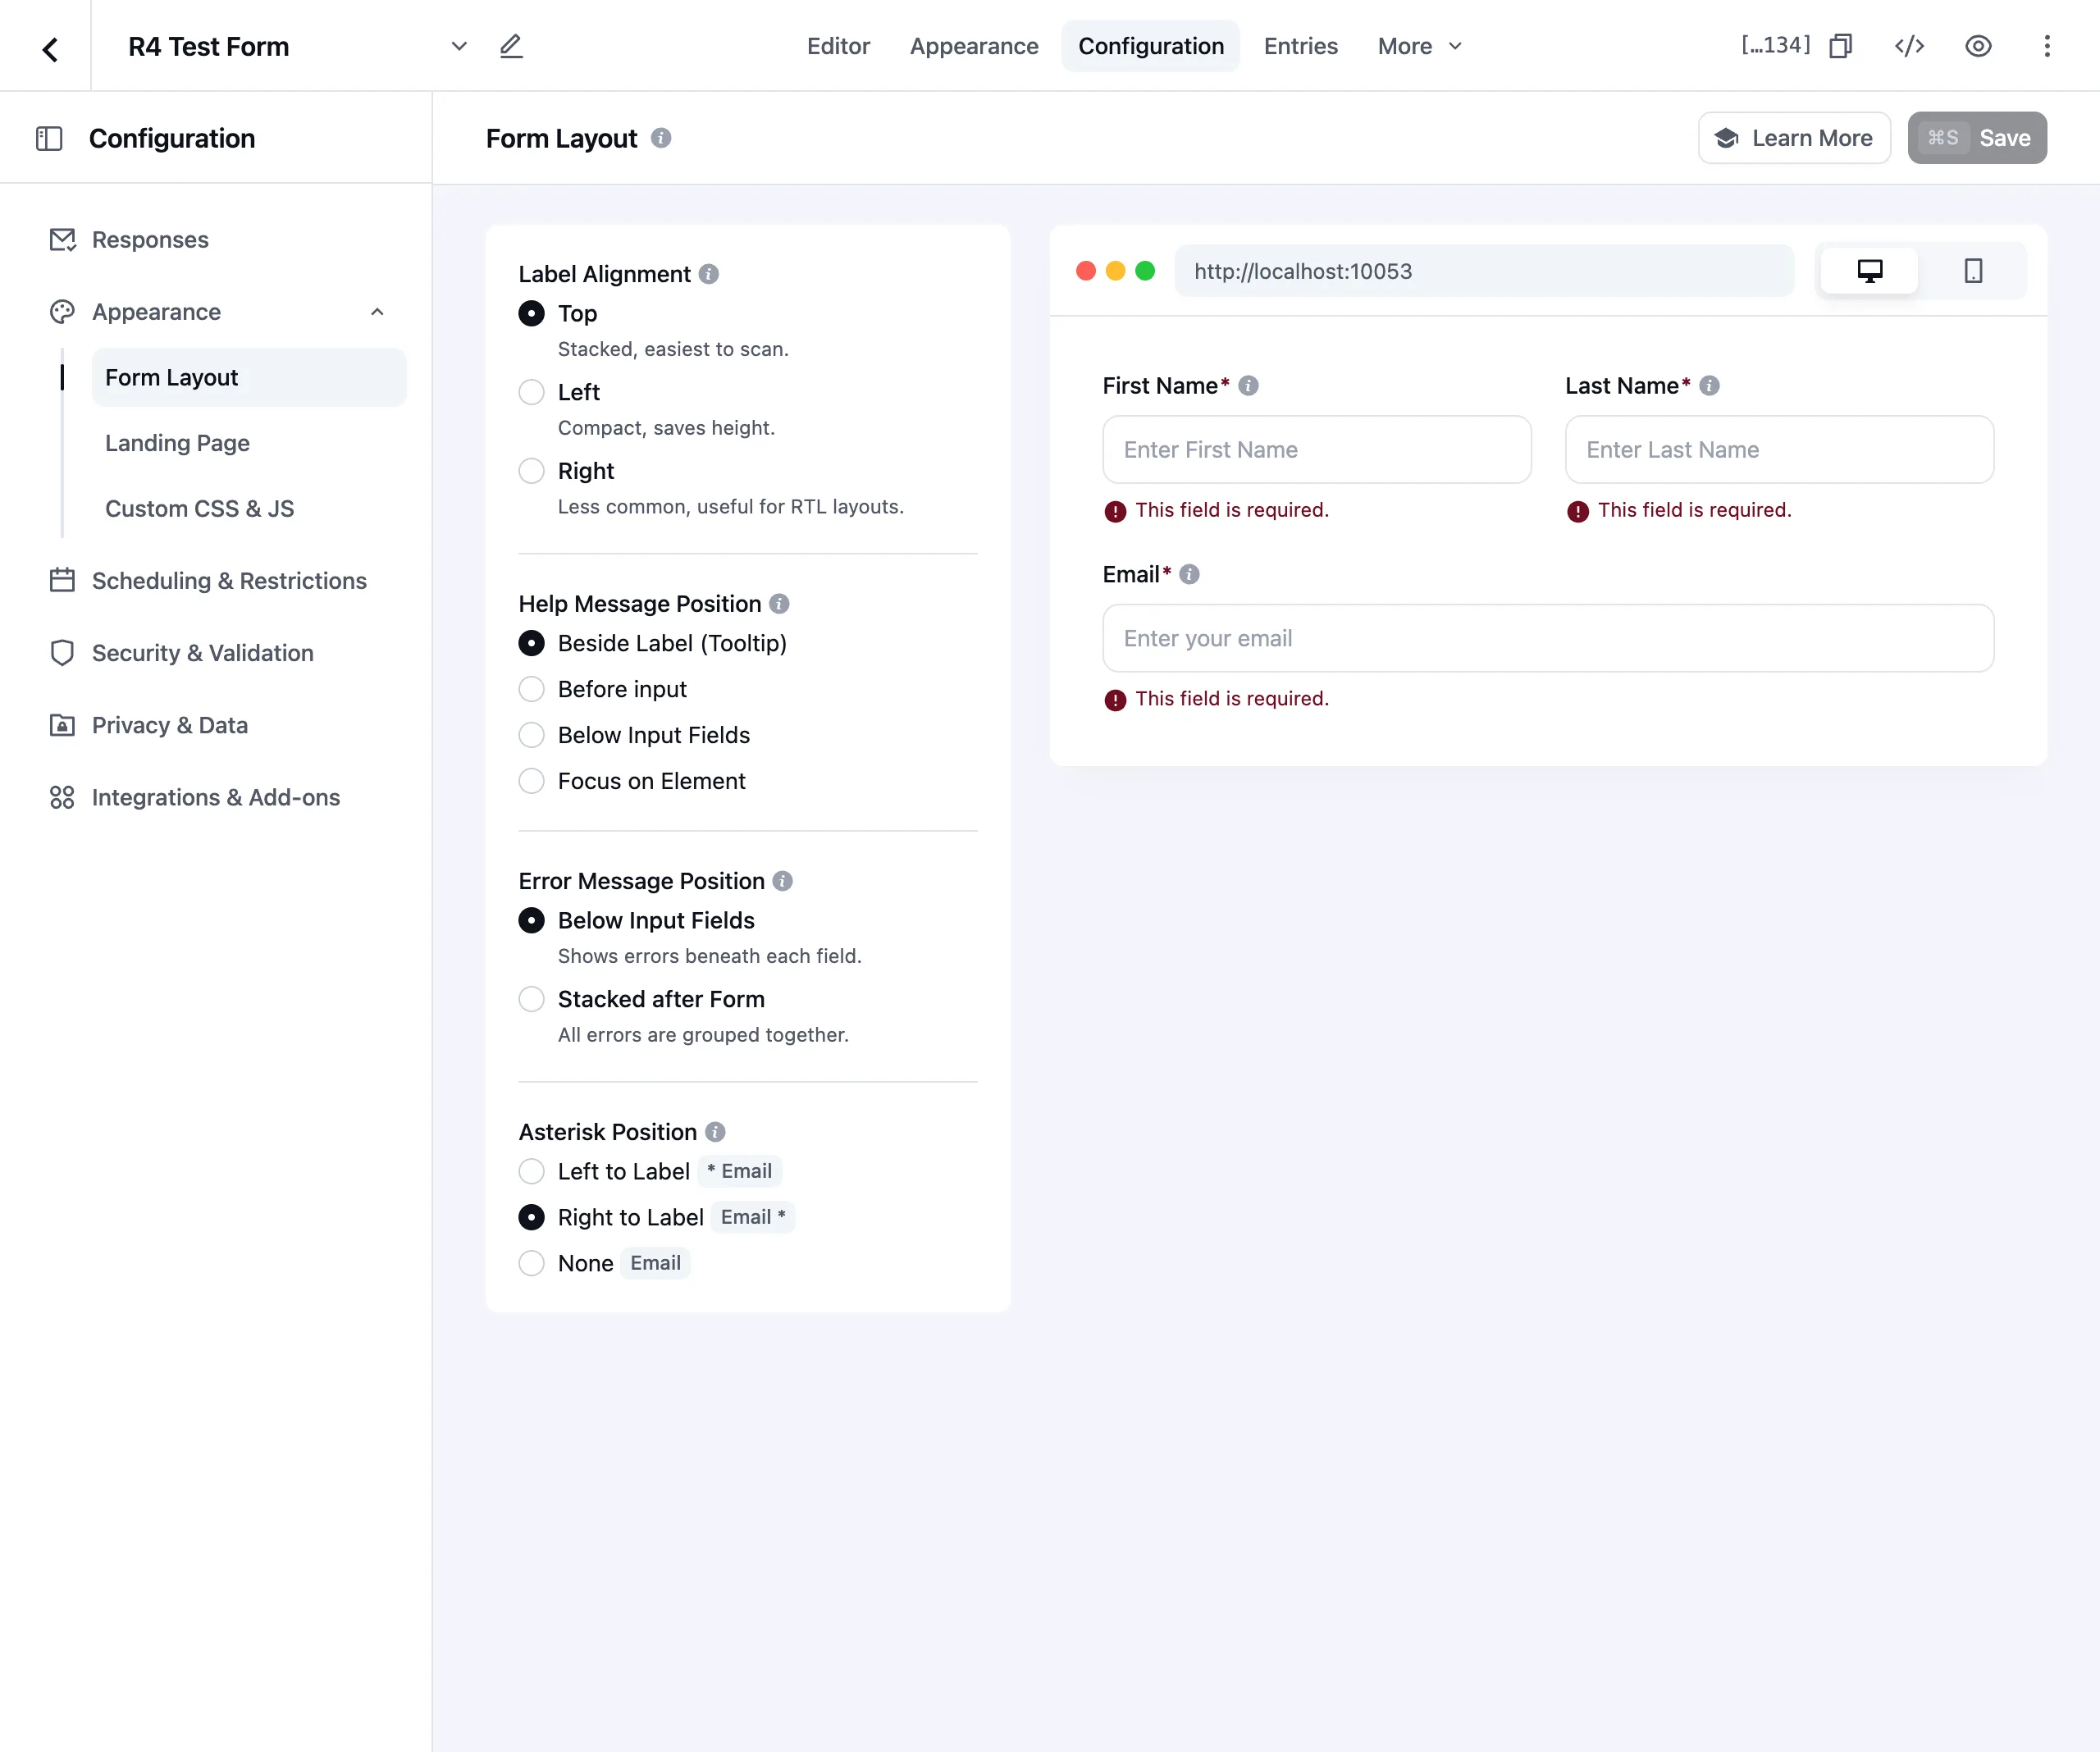 R4 Test Form
Editor
Appearance
Configuration
Entries
More
[...134]
Configuration
Form Layout
Learn More
⌘S Save
Responses
Appearance
Form Layout
Landing Page
Custom CSS & JS
Scheduling & Restrictions
Security & Validation
Privacy & Data
Integrations & Add-ons
Label Alignment
Top
Stacked, easiest to scan.
Left
Compact, saves height.
Right
Less common, useful for RTL layouts.
Help Message Position
Beside Label (Tooltip)
Before input
Below Input Fields
Focus on Element
Error Message Position
Below Input Fields
Shows errors beneath each field.
Stacked after Form
All errors are grouped together.
Asterisk Position
Left to Label * Email
Right to Label Email *
None Email
http://localhost:10053
First Name*
Enter First Name
This field is required.
Last Name*
Enter Last Name
This field is required.
Email*
Enter your email
This field is required.